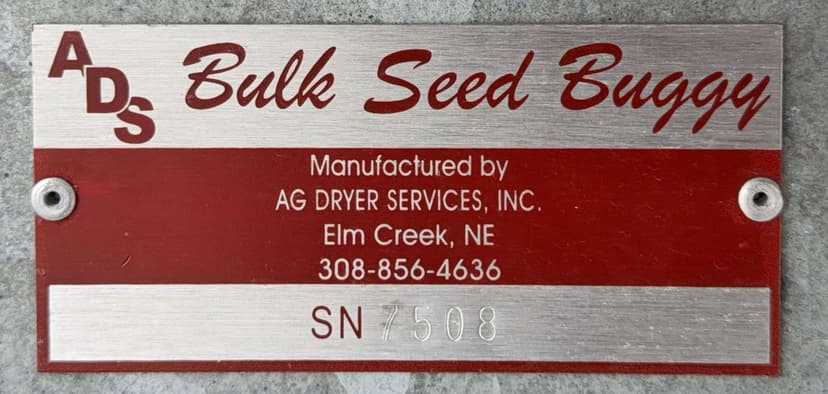 ADS Bulk Seed Buggy
Manufactured by
AG DRYER SERVICES, INC.
Elm Creek, NE
308-856-4636
SN 7508